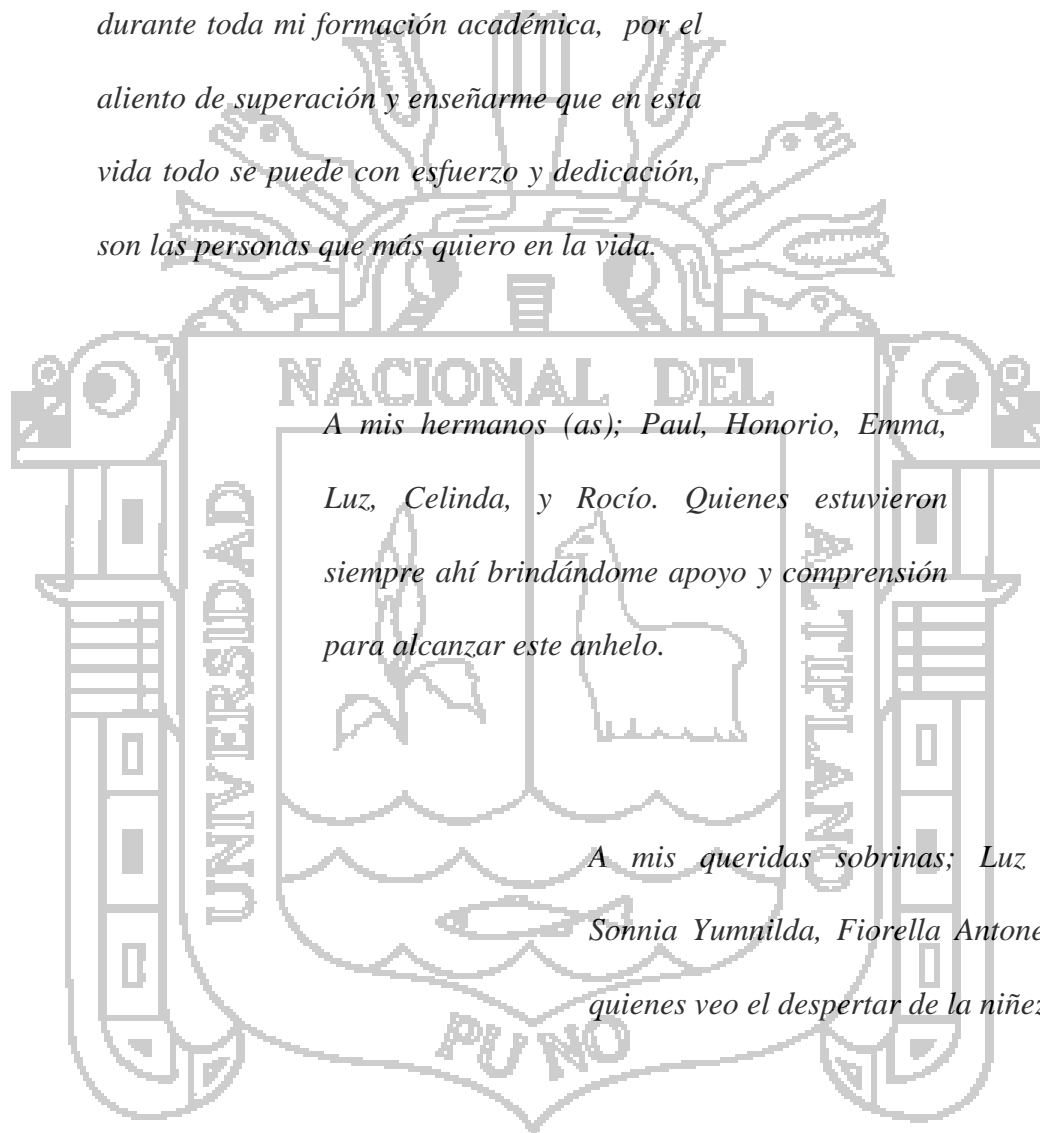 durante toda mi formación académica, por el
aliento de superación y enseñarme que en esta
vida todo se puede con esfuerzo y dedicación,
son las personas que más quiero en la vida.
NACIONAL DEL
A mis hermanos (as); Paul, Honorio, Emma,
Luz, Celinda, y Rocío. Quienes estuvieron
siempre ahí brindándome apoyo y comprensión
para alcanzar este anhelo.
UNIVERSIDAD
ALTIPLANO
A mis queridas sobrinas; Luz
Sonnia Yumnilda, Fiorella Antone
quienes veo el despertar de la niñez
PUNO